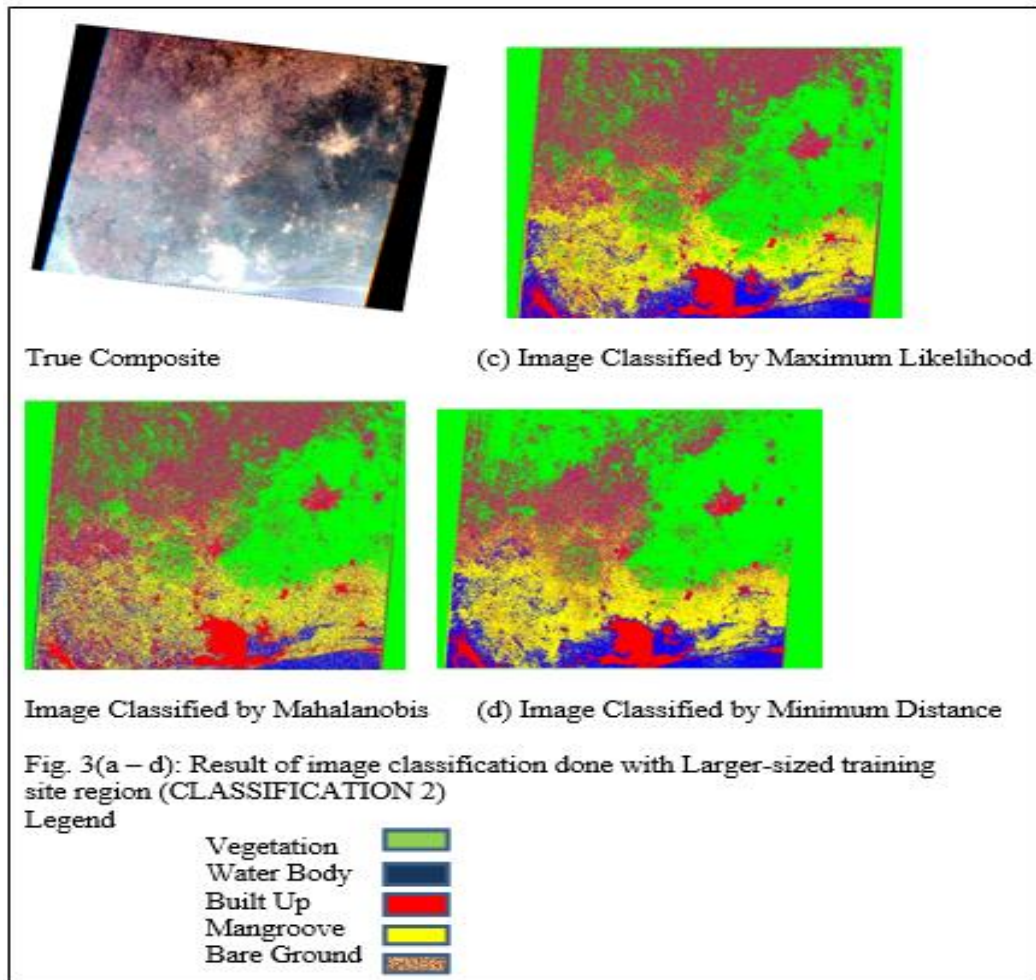 True Composite
(c) Image Classified by Maximum Likelihood
Image Classified by Mahalanobis
(d) Image Classified by Minimum Distance
Fig. 3(a – d): Result of image classification done with Larger-sized training
site region (CLASSIFICATION 2)
Legend
Vegetation
Water Body
Built Up
Mangroove
Bare Ground